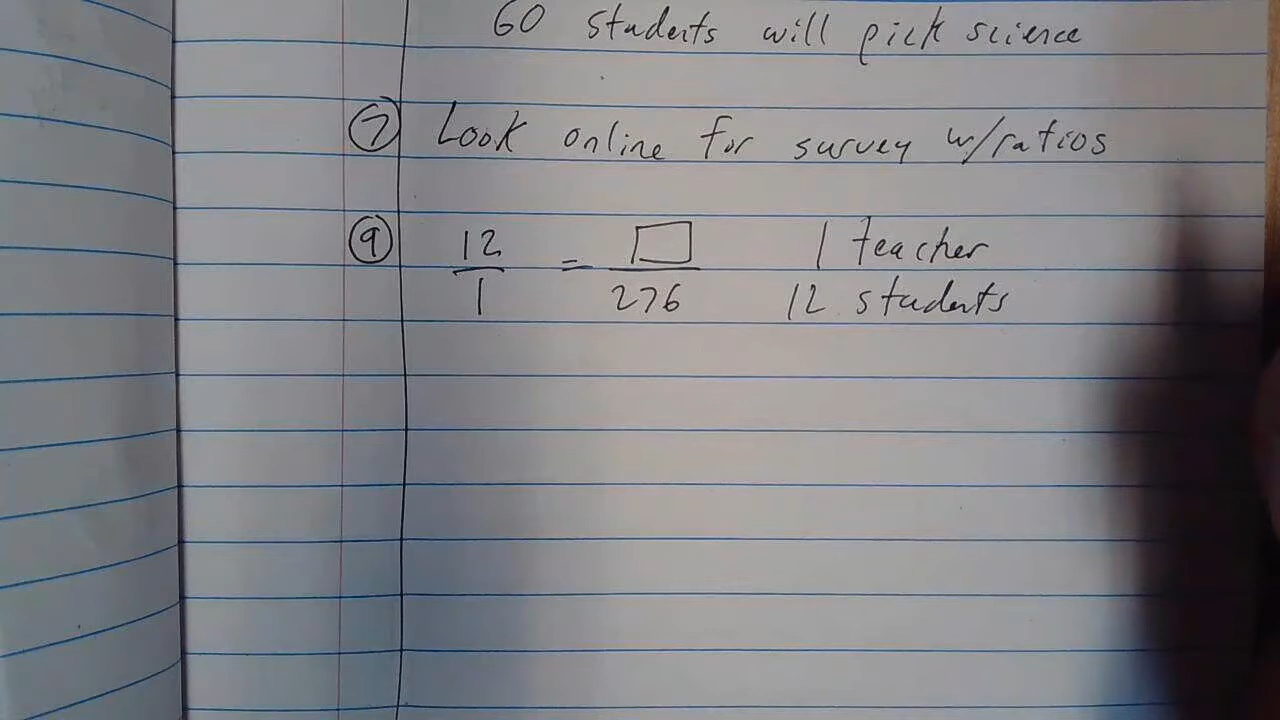 60 students will pick science
7 Look online for survey w/ratios
9 12/1 = □/276 1 teacher
12 students